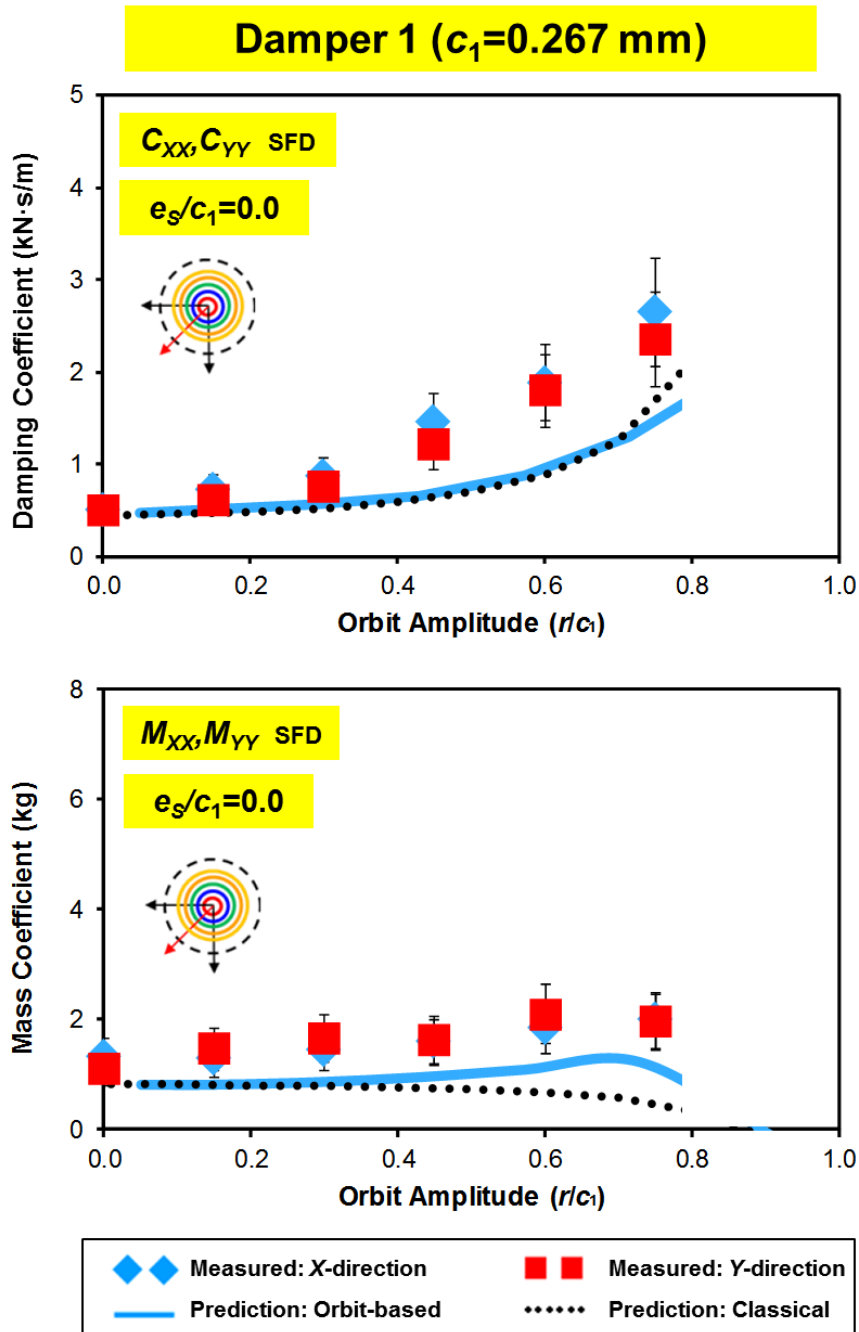 Damper 1 (c1=0.267 mm)
5
4
3
2
1
0
Damping Coefficient (kN·s/m)
CXX,CYY SFD
eS/c1=0.0
0.0 0.2 0.4 0.6 0.8 1.0
Orbit Amplitude (r/c1)
8
6
4
2
0
Mass Coefficient (kg)
MXX,MYY SFD
eS/c1=0.0
0.0 0.2 0.4 0.6 0.8 1.0
Orbit Amplitude (r/c1)
Measured: X-direction
Measured: Y-direction
Prediction: Orbit-based
Prediction: Classical